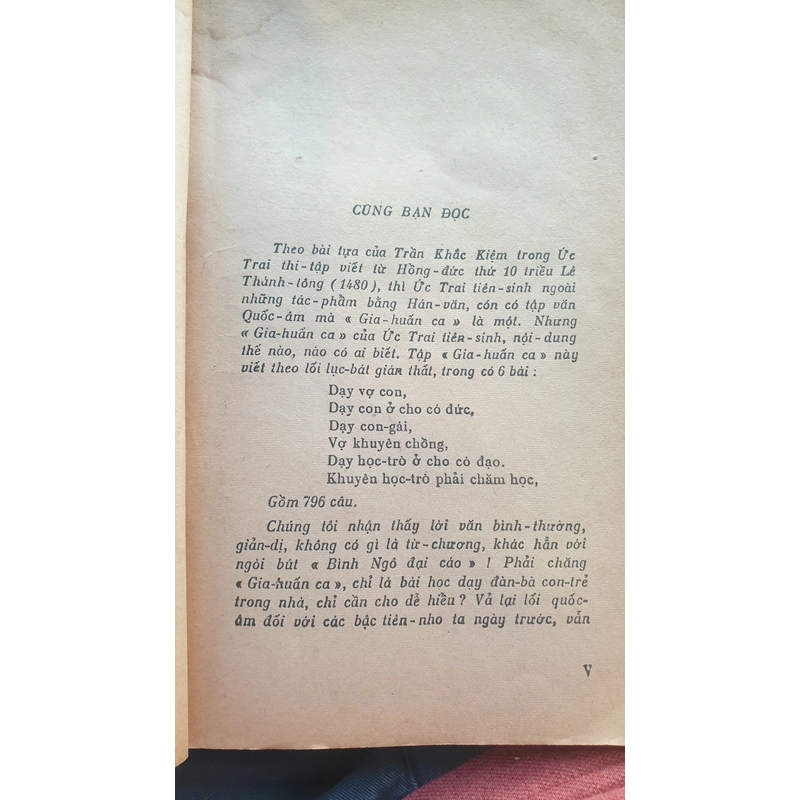 CÙNG BẠN ĐỌC
Theo bài tựa của Trần Khắc Kiệm trong Ức
Trai thi-tập viết từ Hồng-đức thứ 10 triều Lê
Thành-tông (1480), thì Ức Trai tiên-sinh ngoài
những tác-phẩm bằng Hán-văn, còn có tập văn
Quốc-âm mà « Gia-huấn ca » là một. Nhưng
« Gia-huấn ca » của Ức Trai tiên-sinh, nội-dung
thế nào, nào có ai biết. Tập « Gia-huấn ca » này
viết theo lối lục-bát gián thất, trong có 6 bài :
Dạy vợ con,
Dạy con ở cho có đức,
Dạy con-gái,
Vợ khuyên chồng,
Dạy học-trò ở cho có đạo.
Khuyên học-trò phải chăm học,
Gồm 796 câu.
Chúng tôi nhận thấy lời văn bình-thường,
giản-dị, không có gì là từ-chương, khác hẳn với
ngòi bút « Bình Ngô đại cáo » ! Phải chăng
« Gia-huấn ca », chỉ là bài học dạy đàn-bà con-trẻ
trong nhà, chỉ cần cho dễ hiểu ? Vả lại lối quốc-
âm đối với các bậc tiên-nho ta ngày trước, vẫn
V